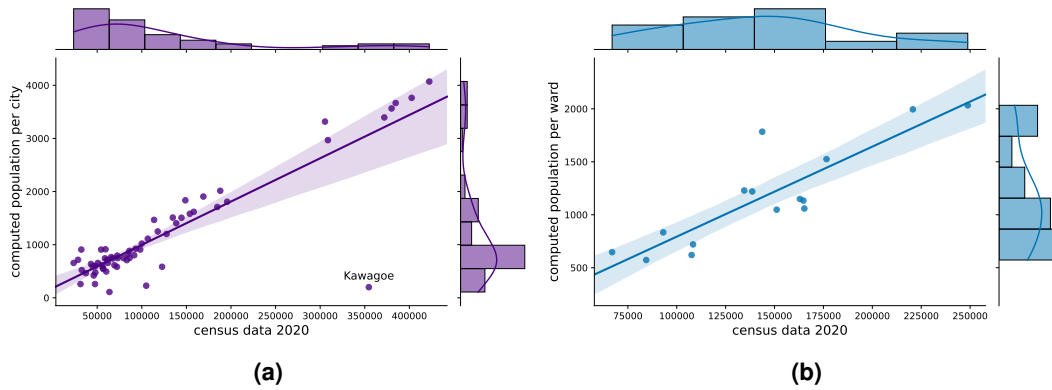 computed population per city
4000
3000
2000
1000
0
Kawagoe
50000 100000 150000 200000 250000 300000 350000 400000
census data 2020
(a)
computed population per ward
2000
1500
1000
500
75000 100000 125000 150000 175000 200000 225000 250000
census data 2020
(b)